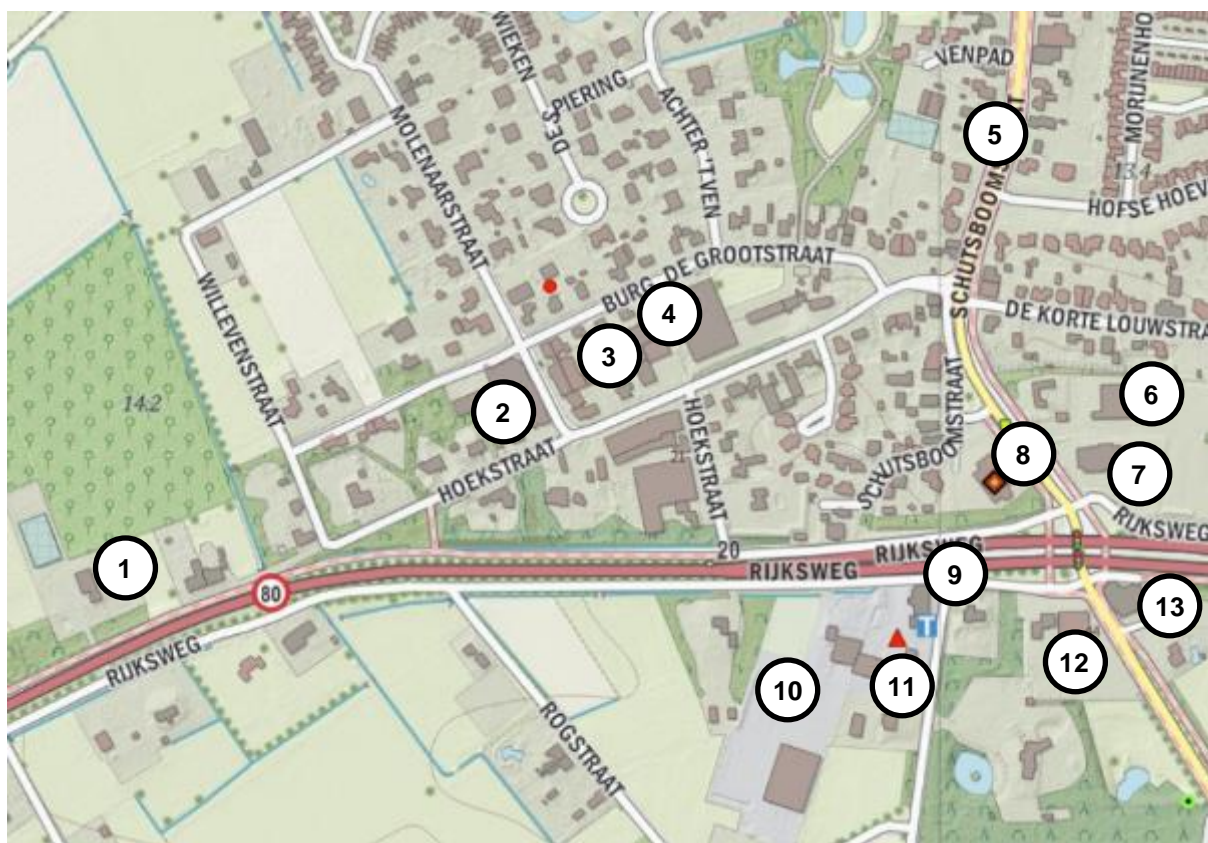 WIEKEN
VENPAD
MORIJNENHO
PIERING
DE 5
ACHTER 'T VEN
MOLENAARSTRAAT
5
SCHUTSBOOMSTRAAT
13.4
HOFSE HOEV
BURG. DE GROOTSTRAAT
WILLEVENSTRAAT
4
DE KORTE LOUWSTRA
3
14.2
2
6
HOEKSTRAAT
HOEKSTRAAT
SCHUTSBOOMSTRAAT
8
7
RIJKSWEG
1
20
RIJKSWEG
RIJKSWEG
9
80
13
T
RIJKSWEG
12
10
11
ROGSTRAAT